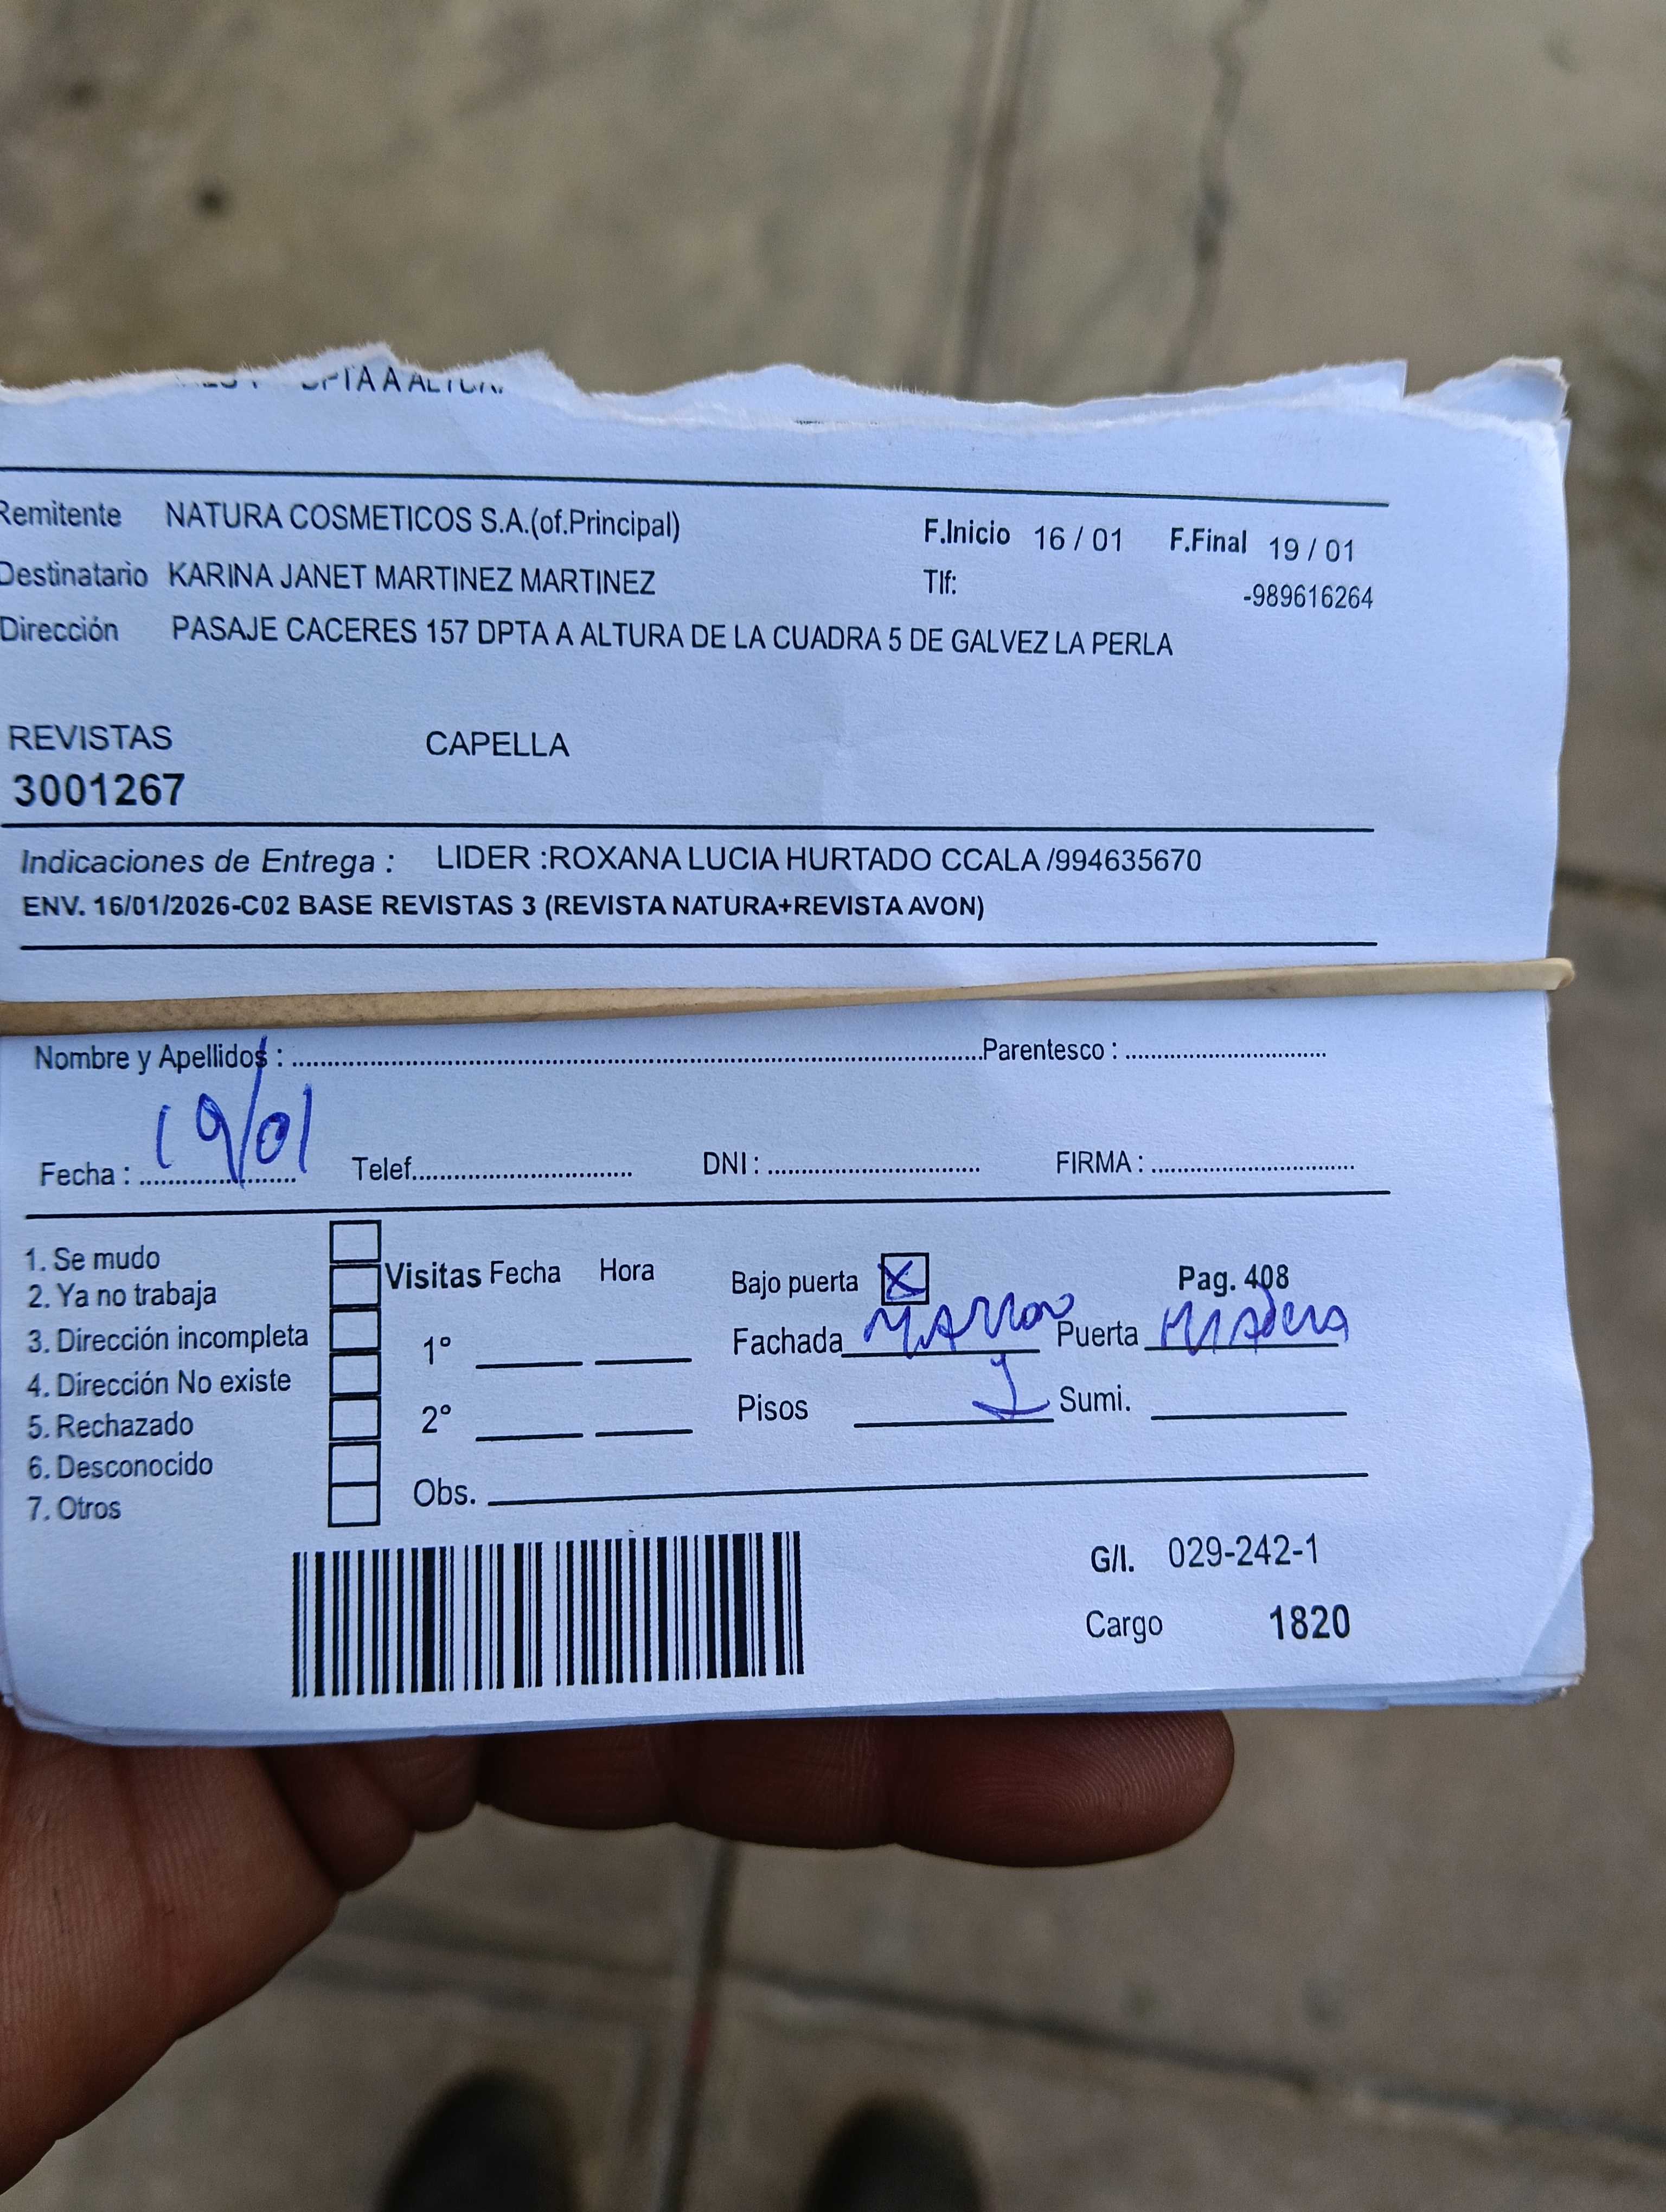 DPTA A ALTUR
Remitente NATURA COSMETICOS S.A.(of.Principal) F.Inicio 16 / 01 F.Final 19 / 01
Destinatario KARINA JANET MARTINEZ MARTINEZ Tlf: -989616264
Dirección PASAJE CACERES 157 DPTA A ALTURA DE LA CUADRA 5 DE GALVEZ LA PERLA
REVISTAS CAPELLA
3001267
Indicaciones de Entrega : LIDER :ROXANA LUCIA HURTADO CCALA /994635670
ENV. 16/01/2026-C02 BASE REVISTAS 3 (REVISTA NATURA+REVISTA AVON)
Nombre y Apellidos : Parentesco :
Fecha : 19/01 Telef. DNI : FIRMA :
1. Se mudo
2. Ya no trabaja Visitas Fecha Hora Bajo puerta X Pag. 408
3. Dirección incompleta 1° Fachada MArron Puerta MAdera
4. Dirección No existe
5. Rechazado 2° Pisos 1 Sumi.
6. Desconocido
7. Otros Obs.
G/I. 029-242-1
Cargo 1820